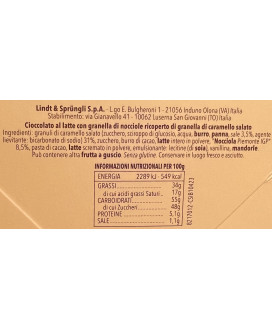 Lindt & Sprüngli S.p.A. - L.go E. Bulgheroni 1 - 21056 Induno Olona (VA) Italia
Stabilimento: via Gianavello 41 - 10062 Luserna San Giovanni (TO) Italia
Cioccolato al latte con granella di nocciole ricoperto di granella di caramello salato
Ingredienti: granuli di caramello salato (zucchero, sciroppo di glucosio, acqua, burro, panna, sale 3,5%, agente
lievitante: bicarbonato di sodio) 31%, zucchero, burro di cacao, latte intero in polvere, "Nocciola Piemonte IGP"
8,5%, pasta di cacao, latte scremato in polvere, emulsionante: lecitine (di soia), vaniglina, mandorle.
Può contenere altra frutta a guscio. Senza glutine. Conservare in luogo fresco e asciutto.
INFORMAZIONI NUTRIZIONALI PER 100g
ENERGIA 2289 kJ - 549 kcal
GRASSI 34g
di cui acidi grassi Saturi 17g
CARBOIDRATI 55g
di cui Zuccheri 48g
PROTEINE 5,1g
SALE 1,1g